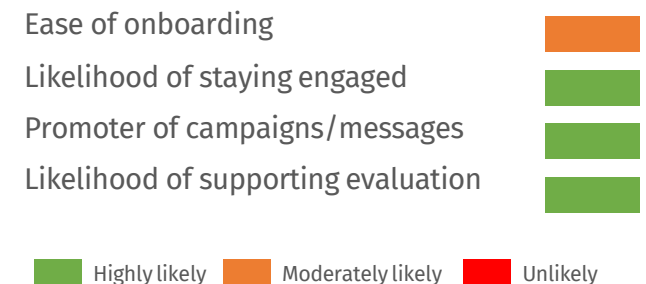 Ease of onboarding
Likelihood of staying engaged
Promoter of campaigns/messages
Likelihood of supporting evaluation
Highly likely Moderately likely Unlikely